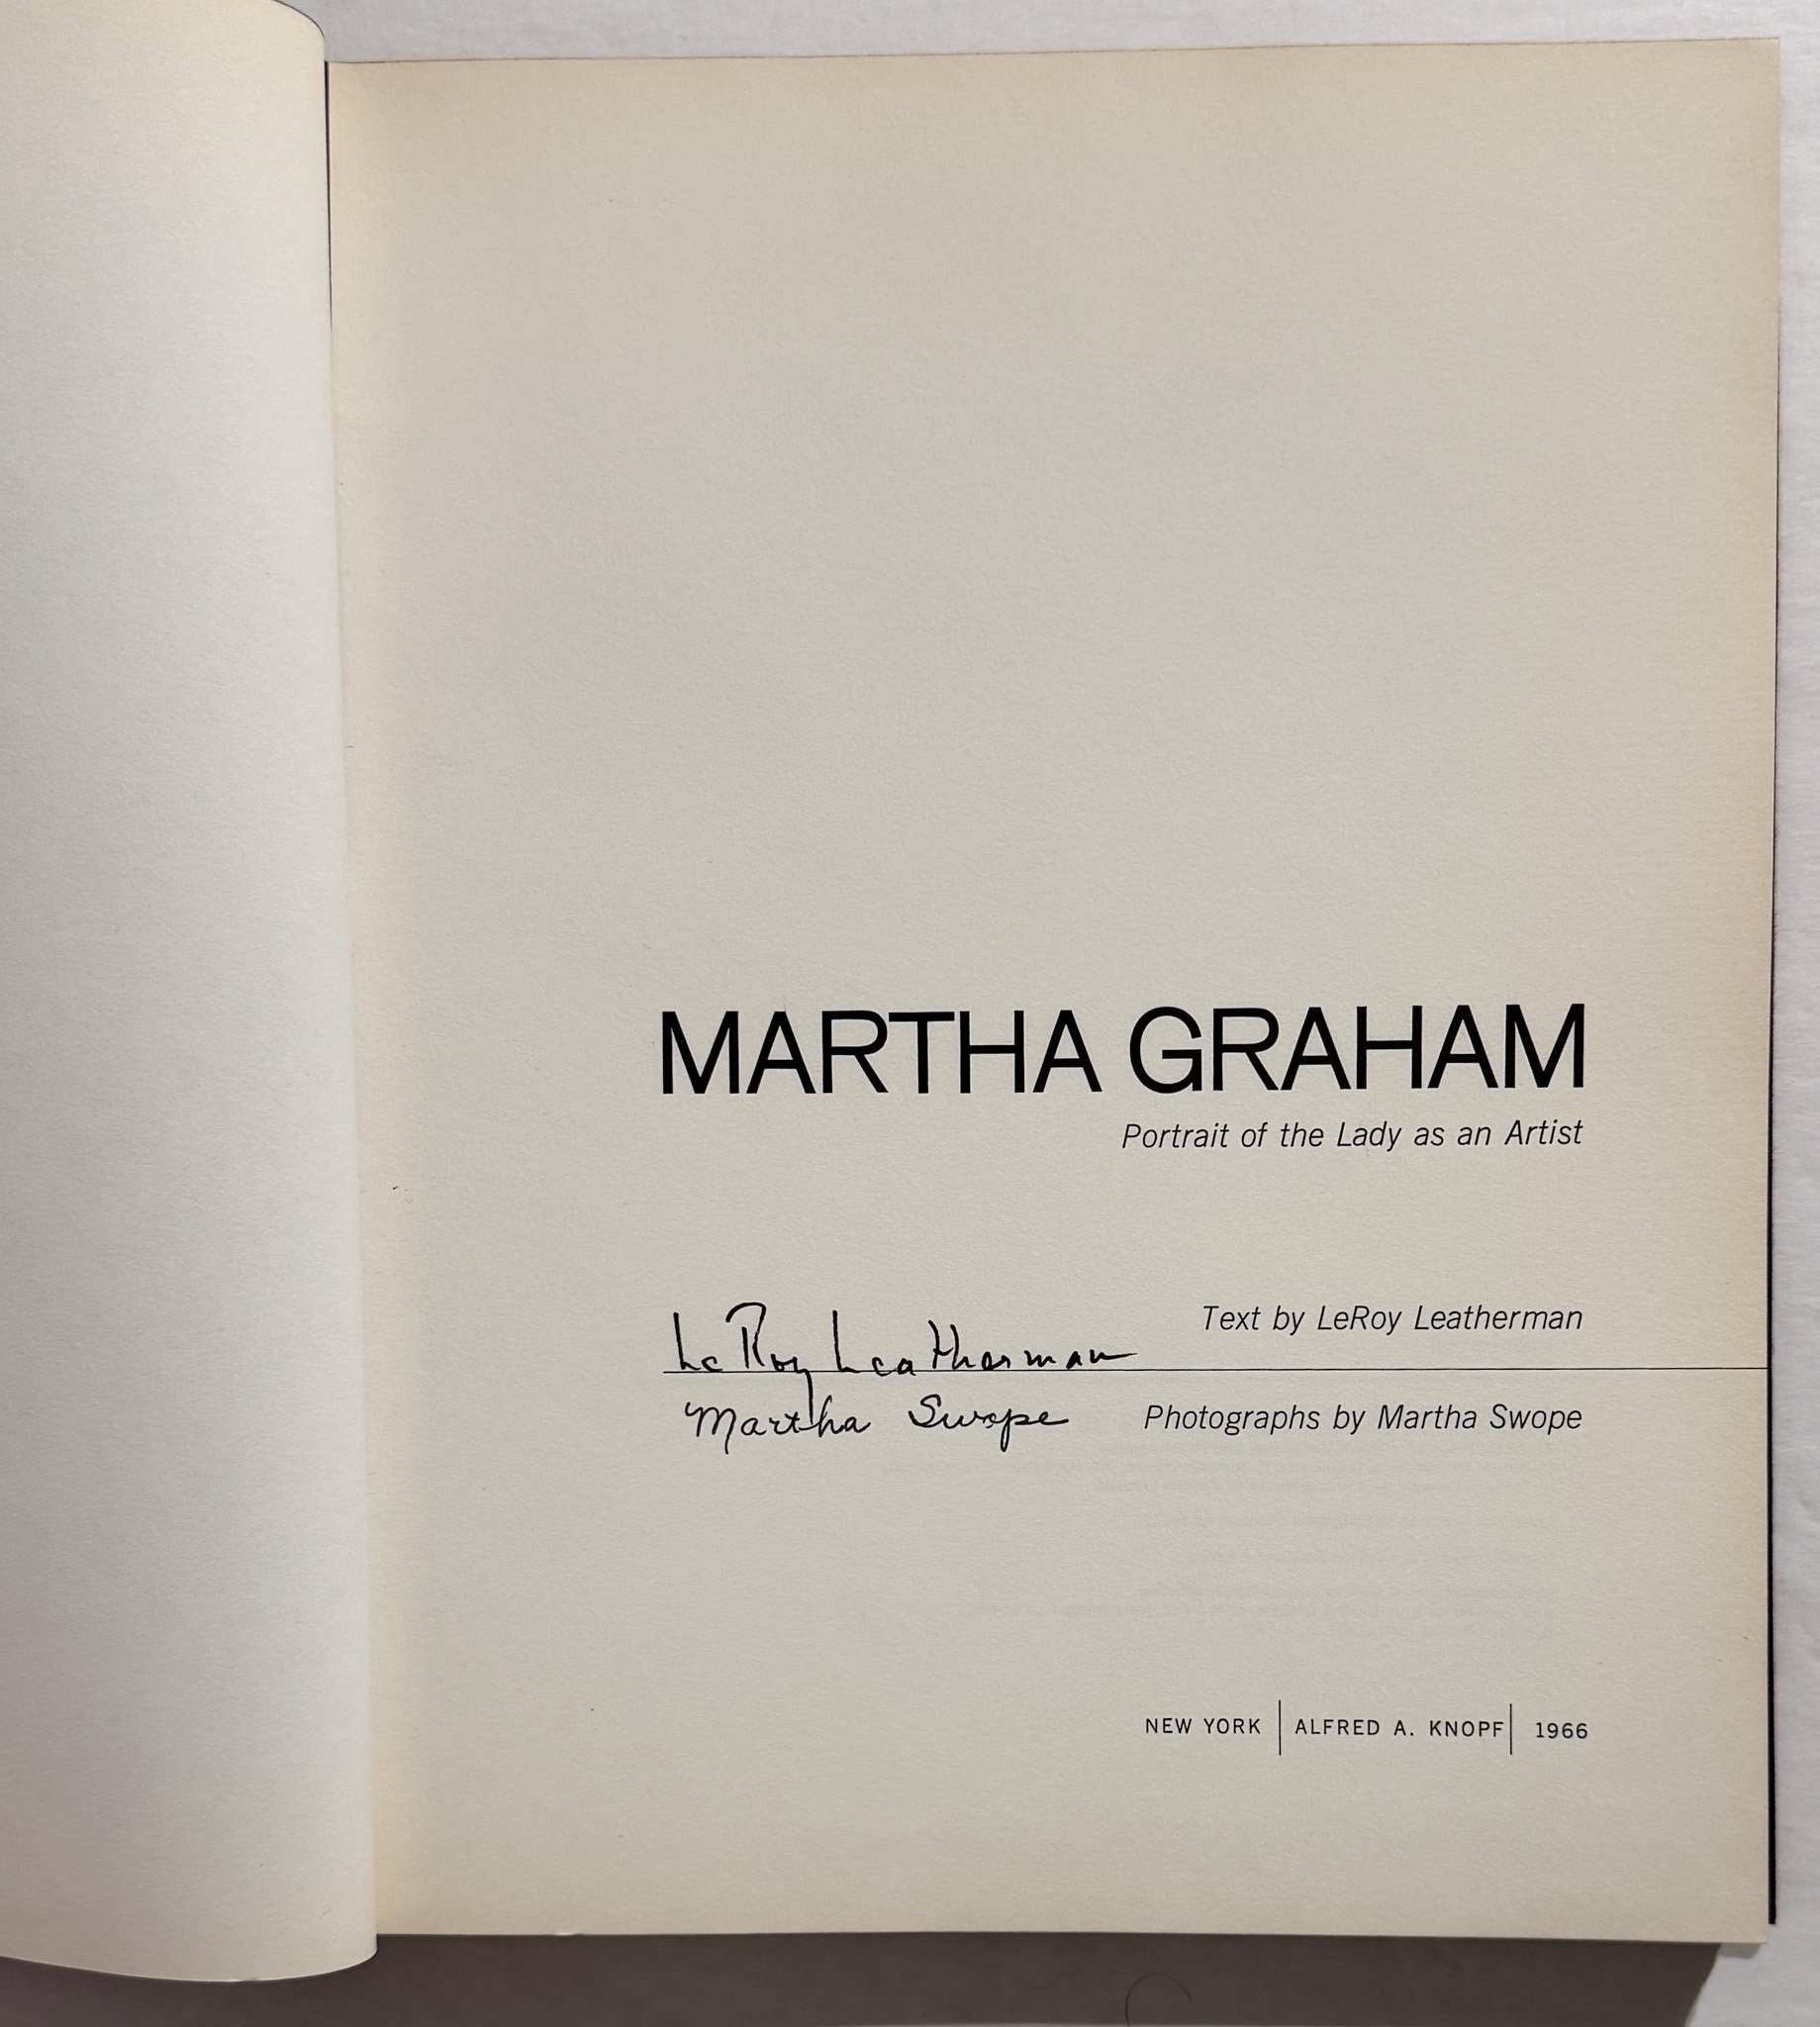 MARTHA GRAHAM
Portrait of the Lady as an Artist
Text by LeRoy Leatherman
LeRoy Leatherman
Martha Swope
Photographs by Martha Swope
NEW YORK | ALFRED A. KNOPF | 1966